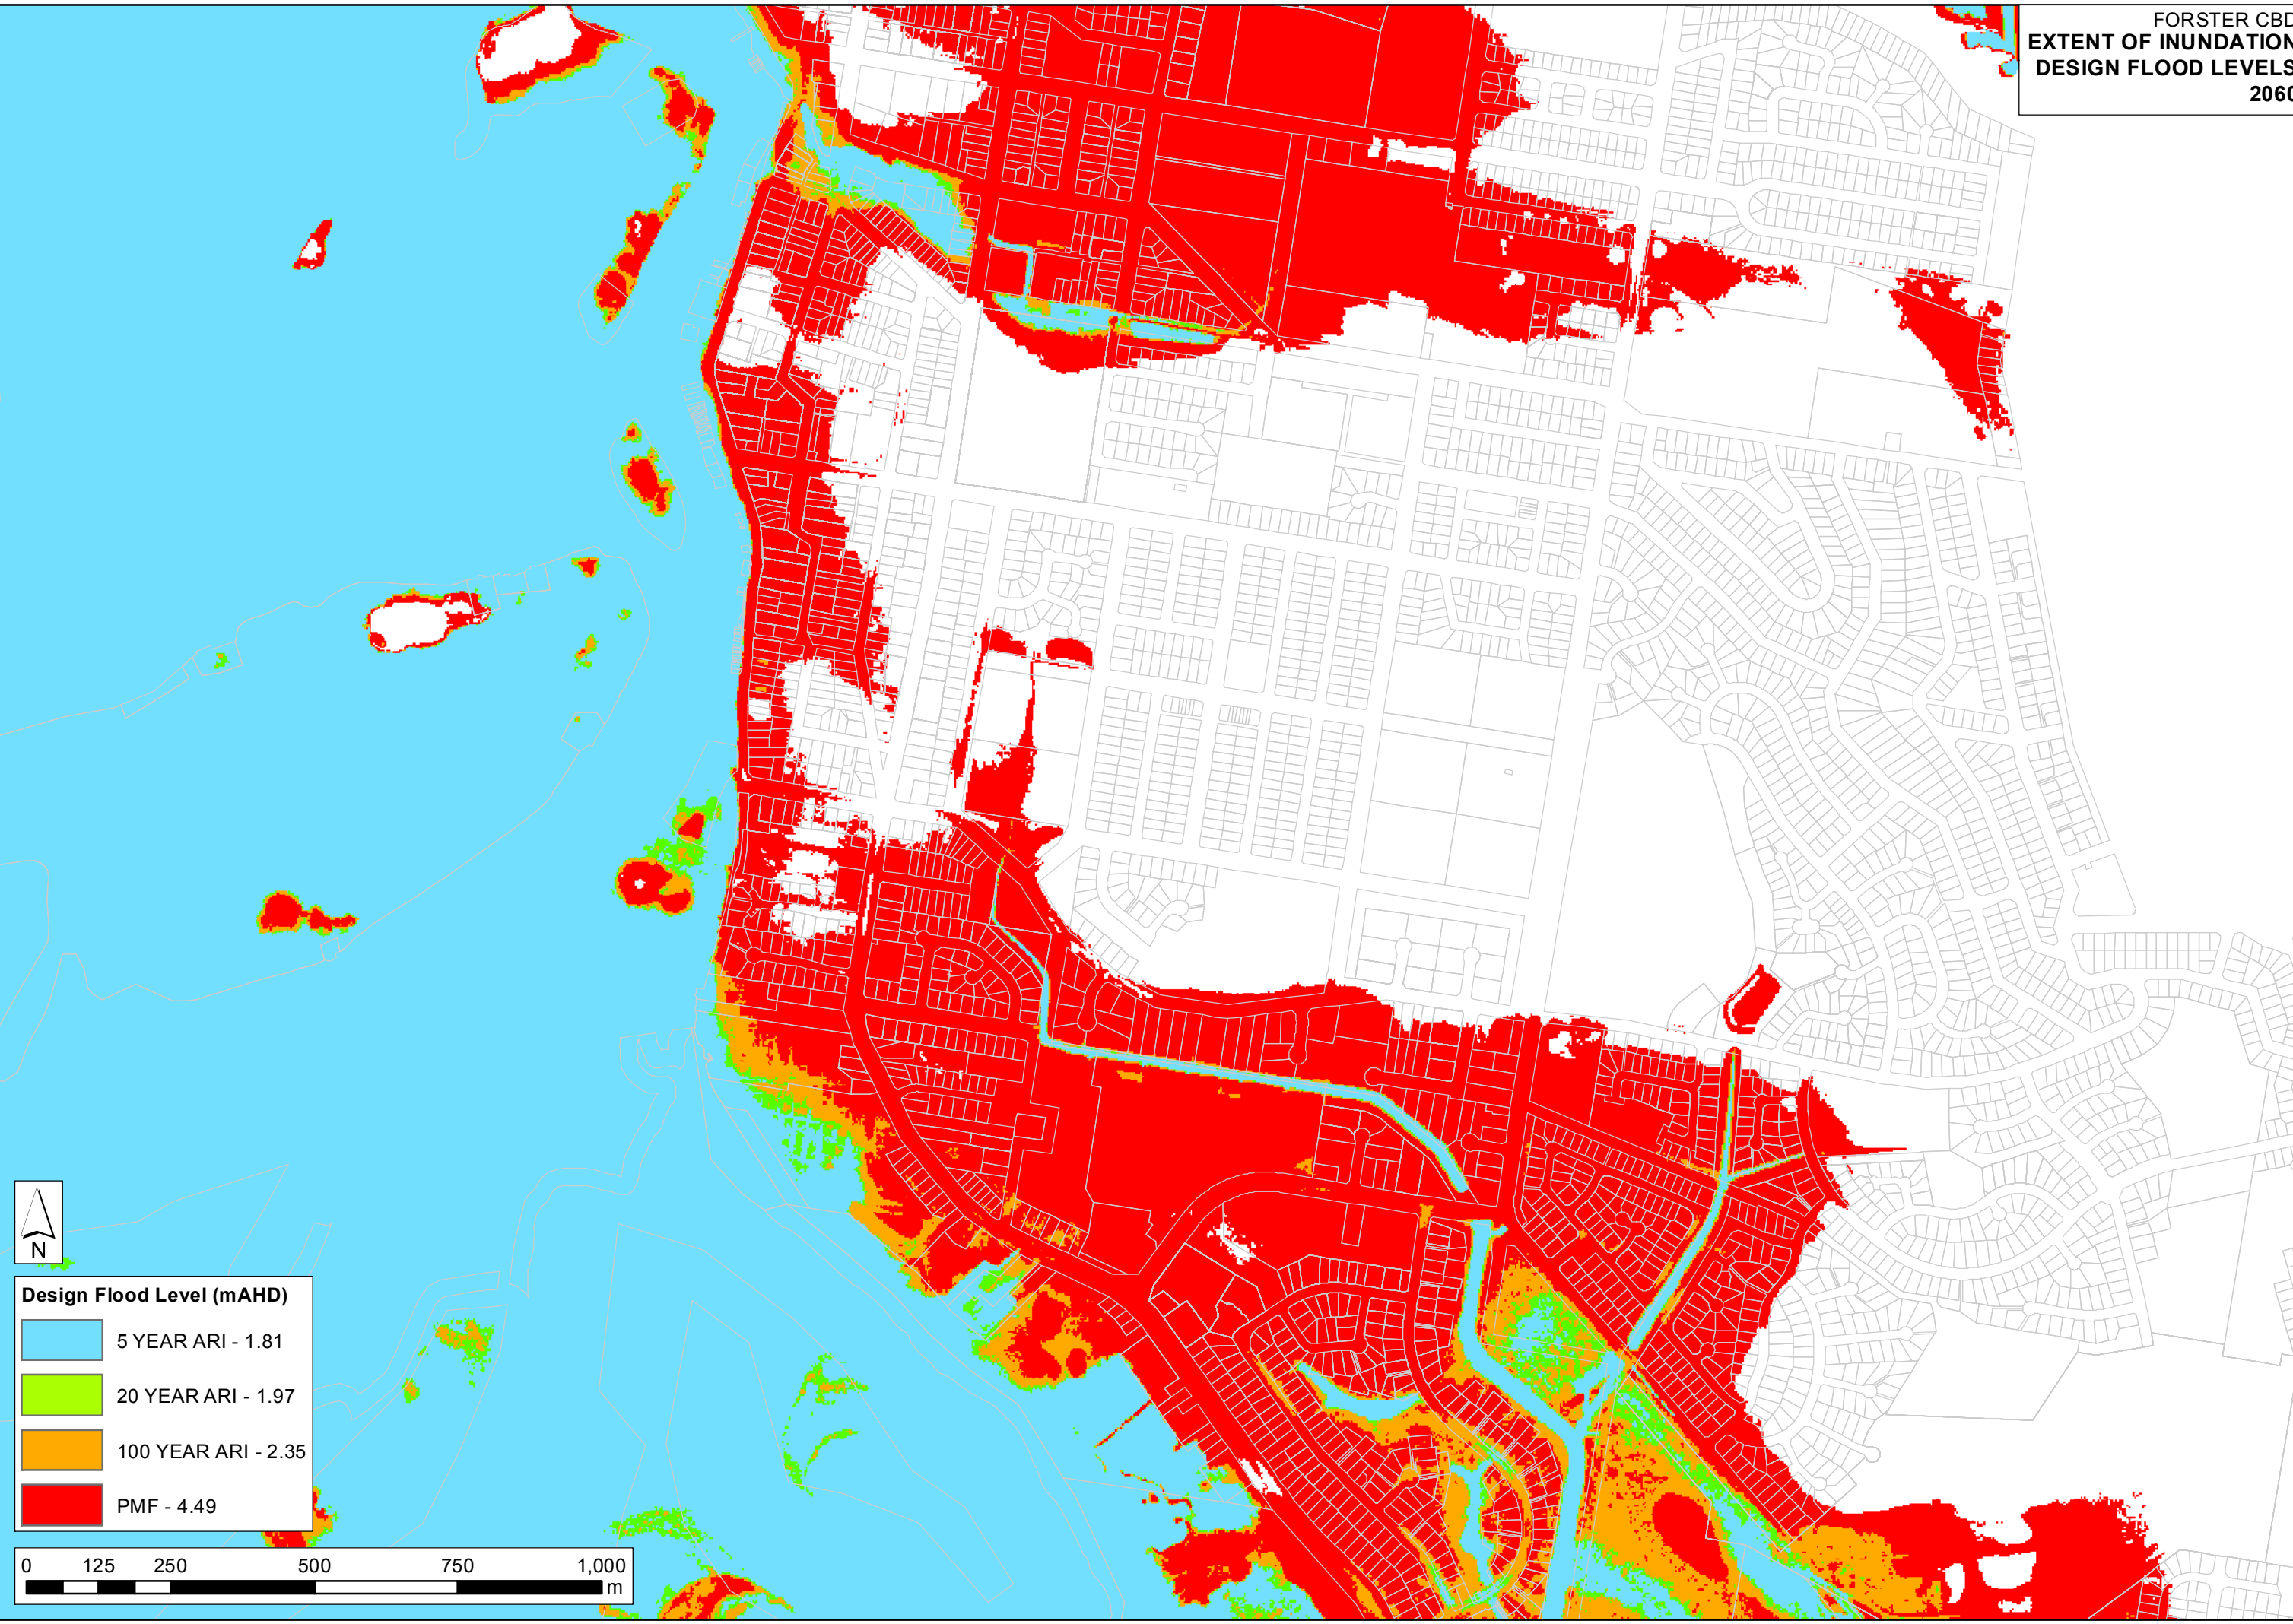 FORSTER CBD
EXTENT OF INUNDATION
DESIGN FLOOD LEVELS
2060
N
Design Flood Level (mAHD)
5 YEAR ARI - 1.81
20 YEAR ARI - 1.97
100 YEAR ARI - 2.35
PMF - 4.49
0 125 250 500 750 1,000
m